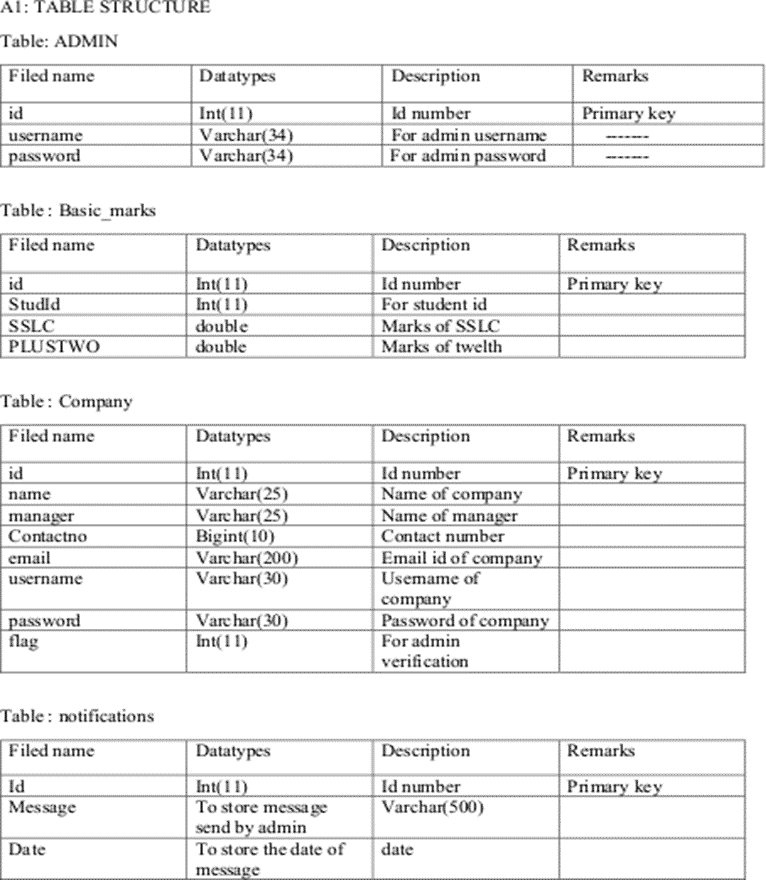 A1: TABLE STRUCTURE
Table: ADMIN
Filed name Datatypes Description Remarks
id Int(11) Id number Primary key
username Varchar(34) For admin username -------
password Varchar(34) For admin password -------
Table : Basic_marks
Filed name Datatypes Description Remarks
id Int(11) Id number Primary key
StudId Int(11) For student id
SSLC double Marks of SSLC
PLUSTWO double Marks of twelth
Table : Company
Filed name Datatypes Description Remarks
id Int(11) Id number Primary key
name Varchar(25) Name of company
manager Varchar(25) Name of manager
Contactno Bigint(10) Contact number
email Varchar(200) Email id of company
username Varchar(30) Username of
company
password Varchar(30) Password of company
flag Int(11) For admin
verification
Table : notifications
Filed name Datatypes Description Remarks
Id Int(11) Id number Primary key
Message To store message Varchar(500)
send by admin
Date To store the date of date
message